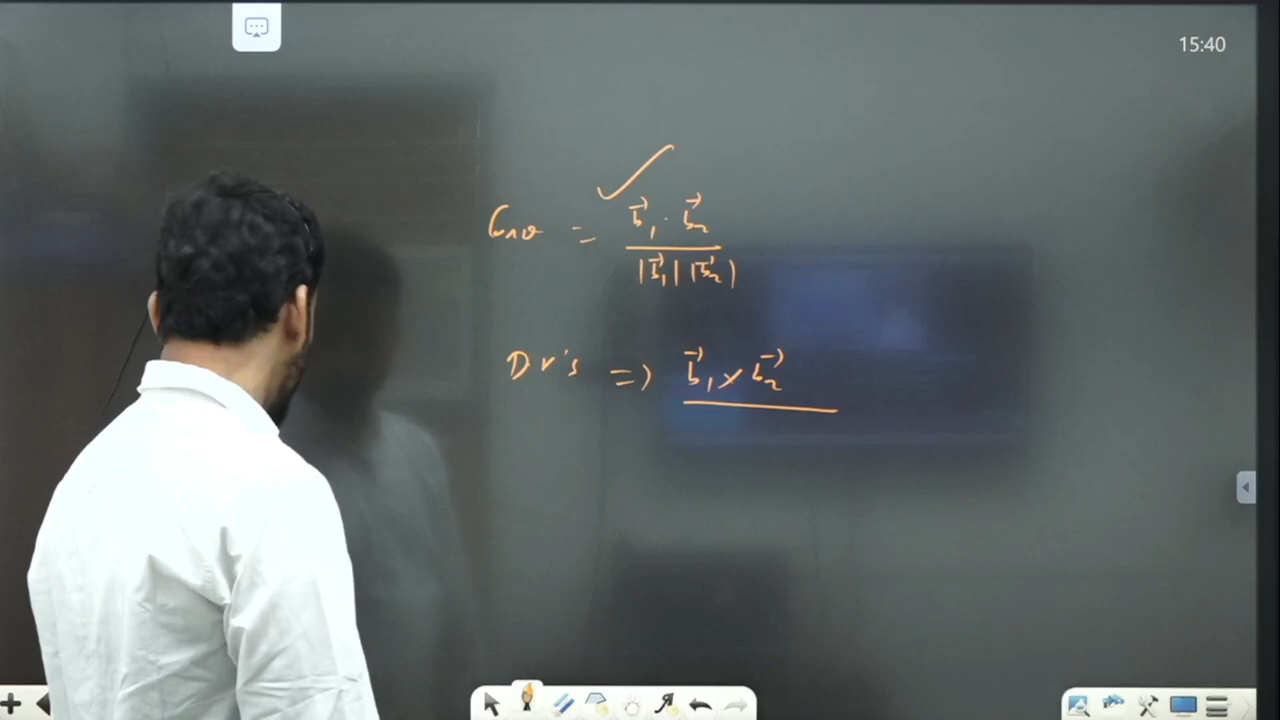 15:40
Cosθ = b⃗₁ · b⃗₂ / |b⃗₁| |b⃗₂|
Dr's => b⃗₁ × b⃗₂